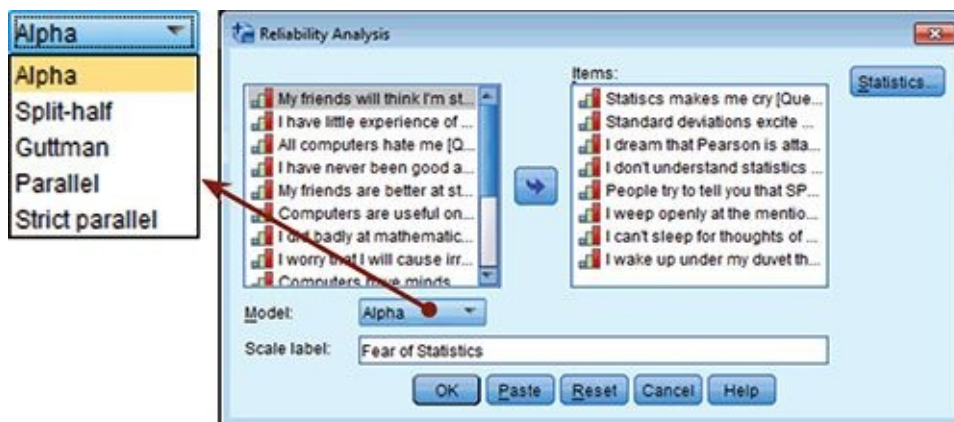 Alpha
Alpha
Split-half
Guttman
Parallel
Strict parallel
Reliability Analysis
My friends will think I'm st...
I have little experience of ...
All computers hate me [Q...
I have never been good a...
My friends are better at st...
Computers are useful on...
I did badly at mathematic...
I worry that I will cause irr...
Computers have minds
Items:
Statiscs makes me cry [Que...
Standard deviations excite ...
I dream that Pearson is atta...
I don't understand statistics ...
People try to tell you that SP...
I weep openly at the mentio...
I can't sleep for thoughts of ...
I wake up under my duvet th...
Statistics...
Model:
Alpha
Scale label:
Fear of Statistics
OK
Paste
Reset
Cancel
Help